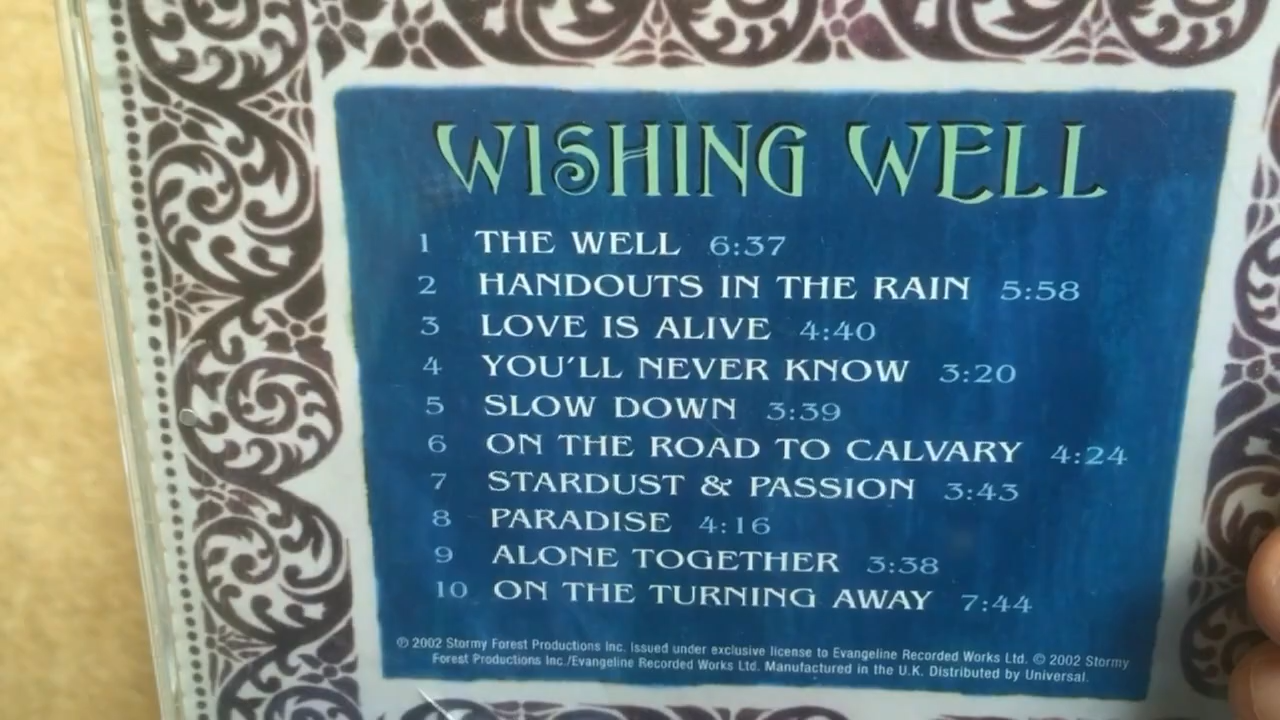 WISHING WELL
1 THE WELL 6:37
2 HANDOUTS IN THE RAIN 5:58
3 LOVE IS ALIVE 4:40
4 YOU'LL NEVER KNOW 3:20
5 SLOW DOWN 3:39
6 ON THE ROAD TO CALVARY 4:24
7 STARDUST & PASSION 3:43
8 PARADISE 4:16
9 ALONE TOGETHER 3:38
10 ON THE TURNING AWAY 7:44
℗ 2002 Stormy Forest Productions Inc. Issued under exclusive license to Evangeline Recorded Works Ltd. © 2002 Stormy
Forest Productions Inc./Evangeline Recorded Works Ltd. Manufactured in the U.K. Distributed by Universal.